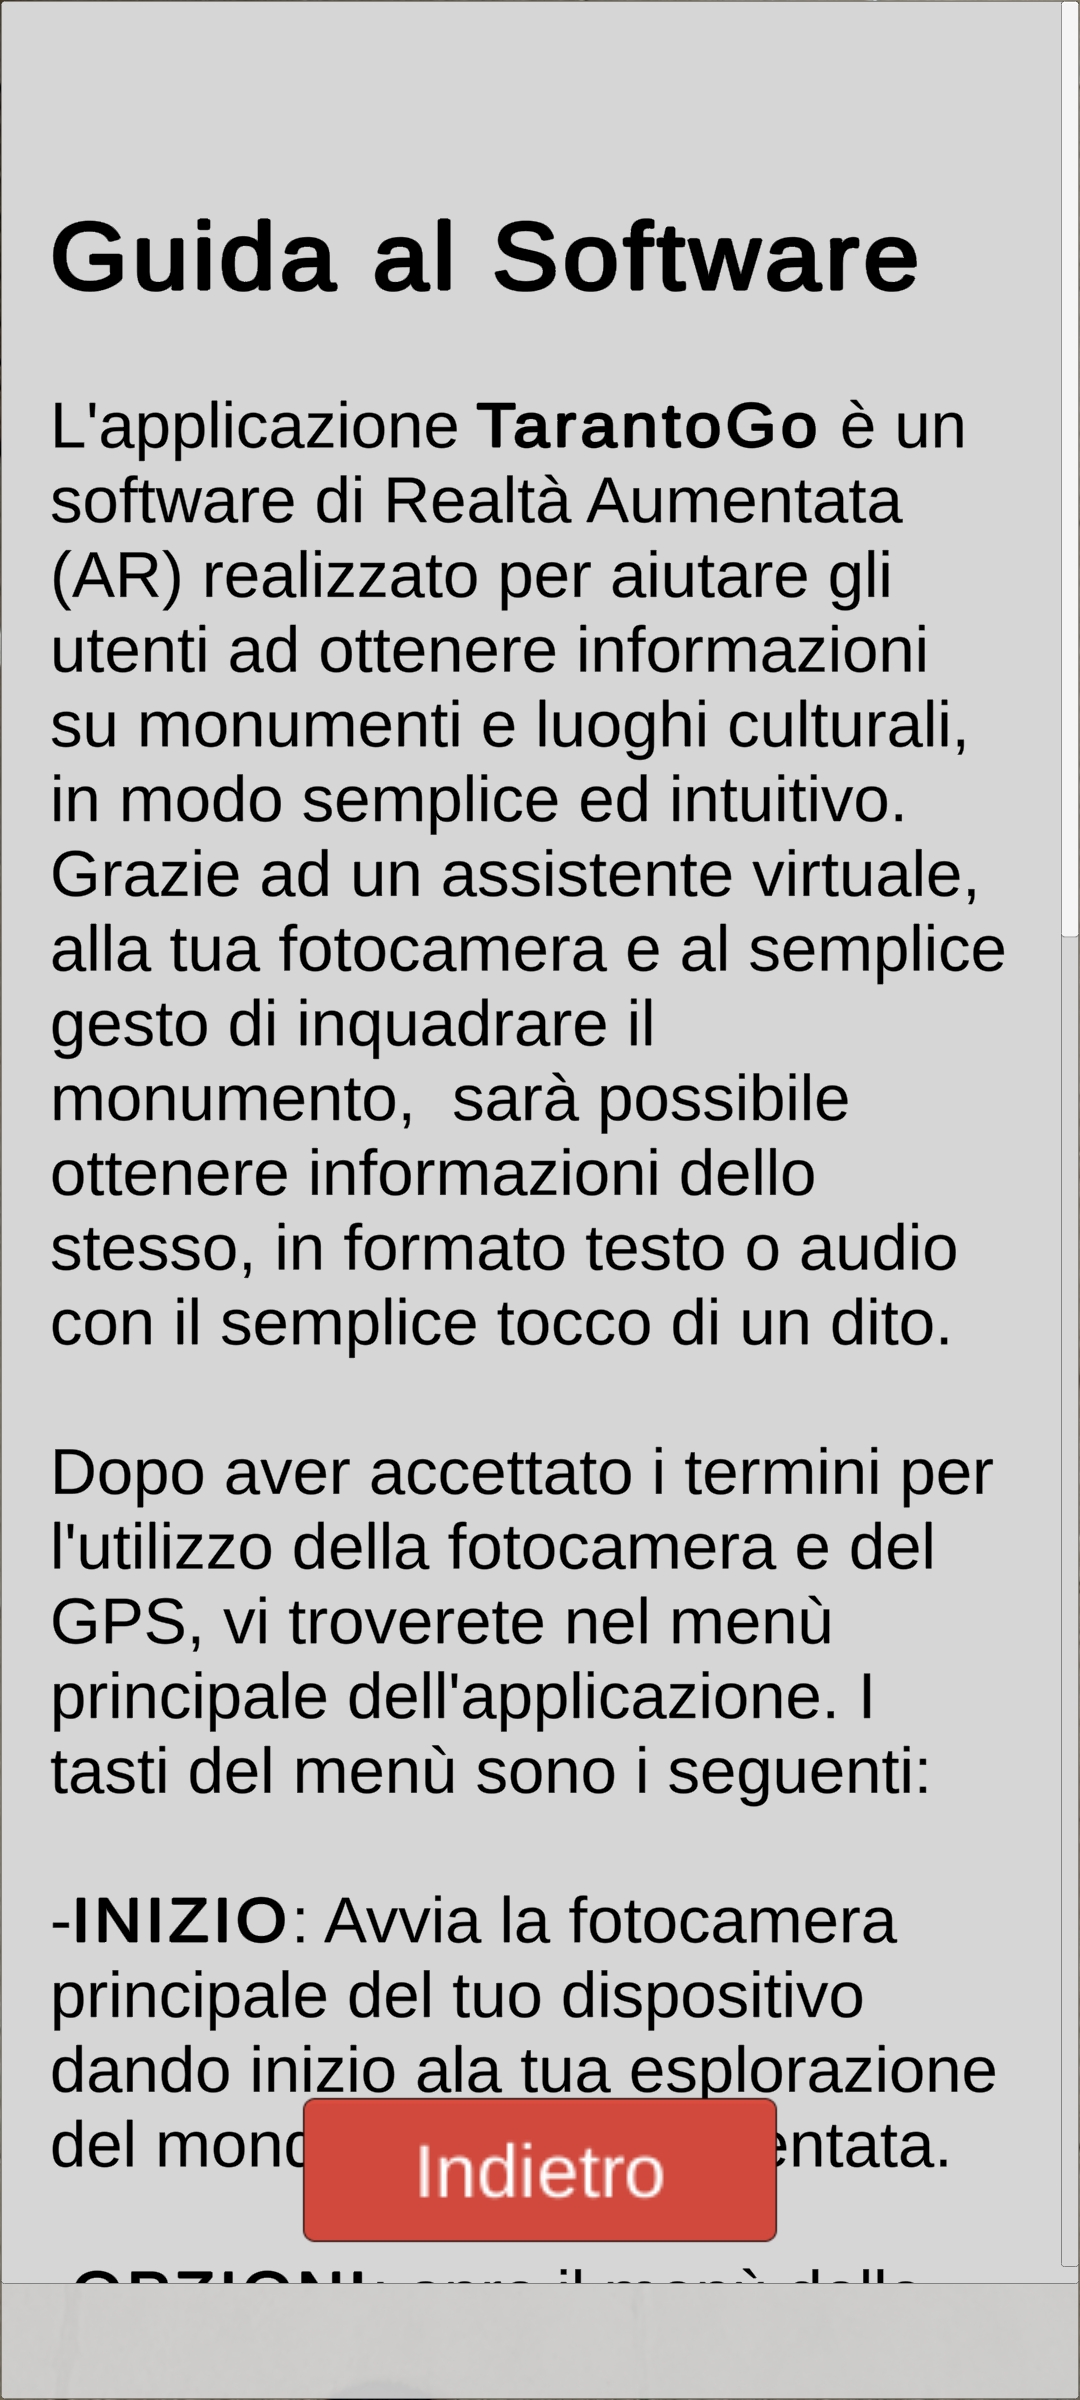 Guida al Software
L'applicazione TarantoGo è un
software di Realtà Aumentata
(AR) realizzato per aiutare gli
utenti ad ottenere informazioni
su monumenti e luoghi culturali,
in modo semplice ed intuitivo.
Grazie ad un assistente virtuale,
alla tua fotocamera e al semplice
gesto di inquadrare il
monumento,  sarà possibile
ottenere informazioni dello
stesso, in formato testo o audio
con il semplice tocco di un dito.
Dopo aver accettato i termini per
l'utilizzo della fotocamera e del
GPS, vi troverete nel menù
principale dell'applicazione. I
tasti del menù sono i seguenti:
-INIZIO: Avvia la fotocamera
principale del tuo dispositivo
dando inizio ala tua esplorazione
del
Indietro
OPZIONI: apre il menù delle